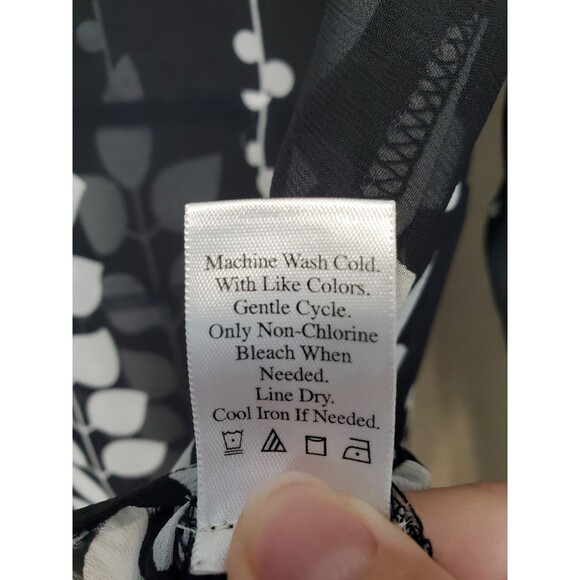 Machine Wash Cold.
With Like Colors.
Gentle Cycle.
Only Non-Chlorine
Bleach When
Needed.
Line Dry.
Cool Iron If Needed.